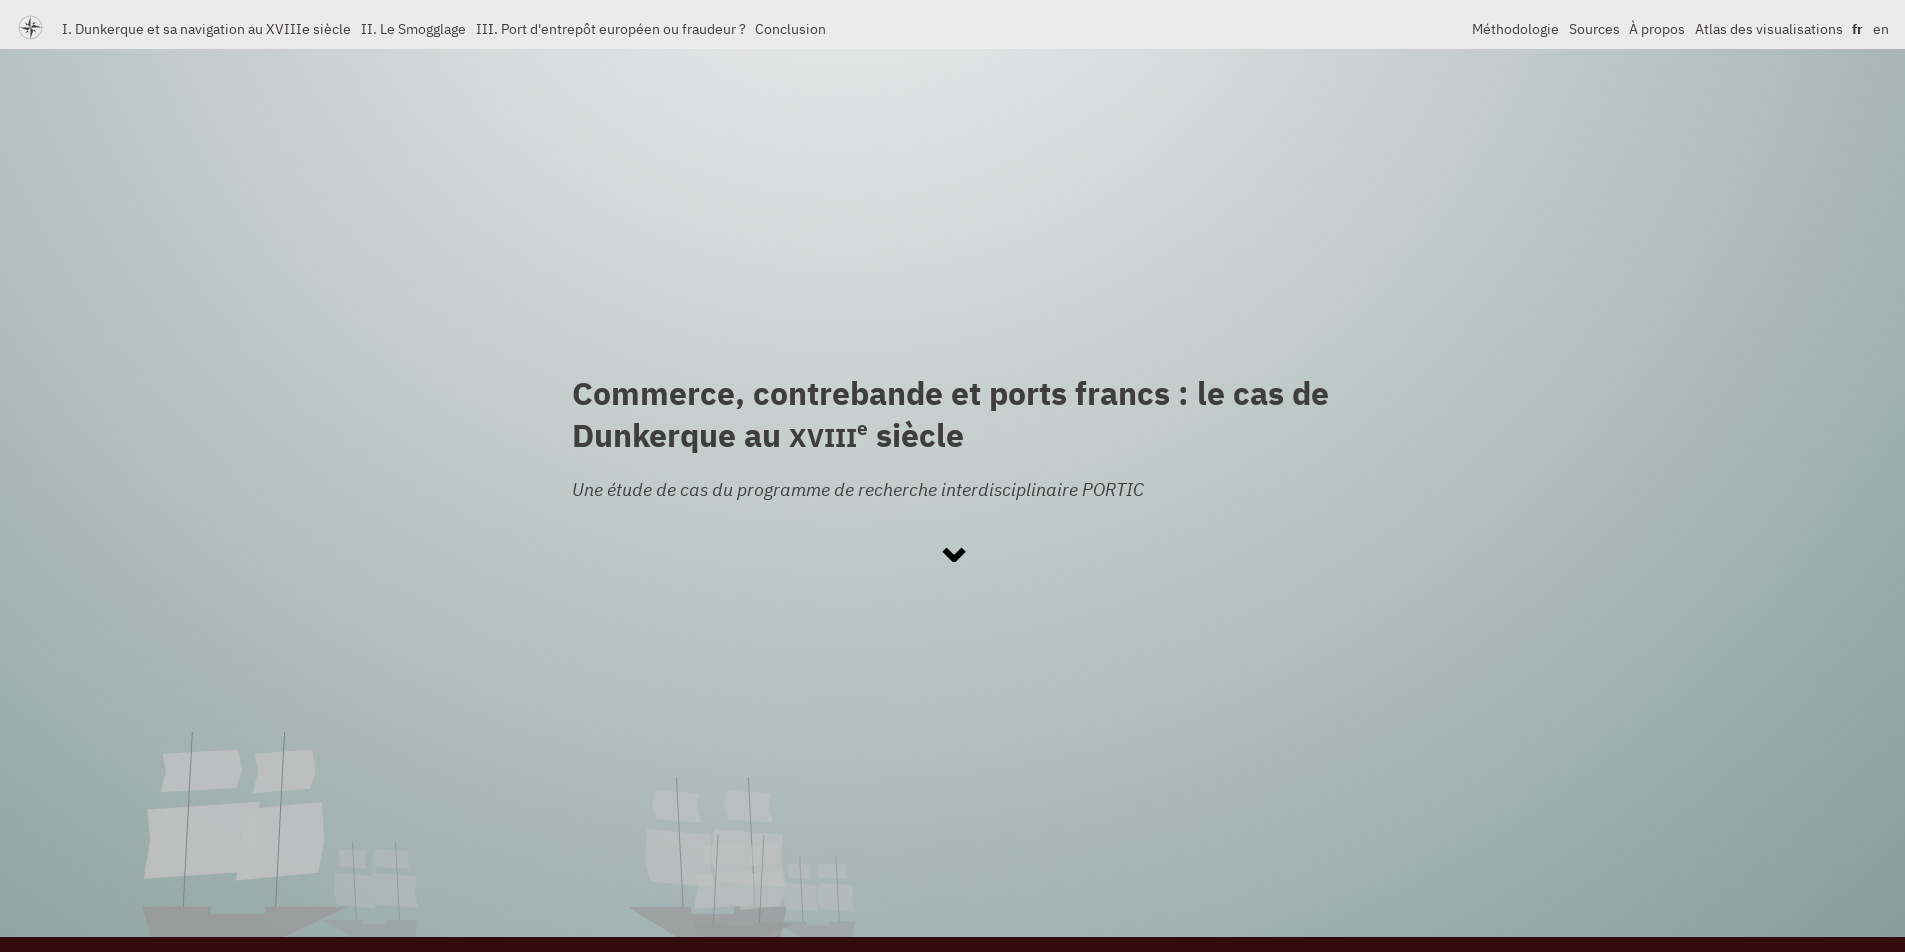 I. Dunkerque et sa navigation au XVIIIe siècle II. Le Smogglage III. Port d'entrepôt européen ou fraudeur ? Conclusion Méthodologie Sources À propos Atlas des visualisations fr en
Commerce, contrebande et ports francs : le cas de
Dunkerque au XVIIIe siècle
Une étude de cas du programme de recherche interdisciplinaire PORTIC